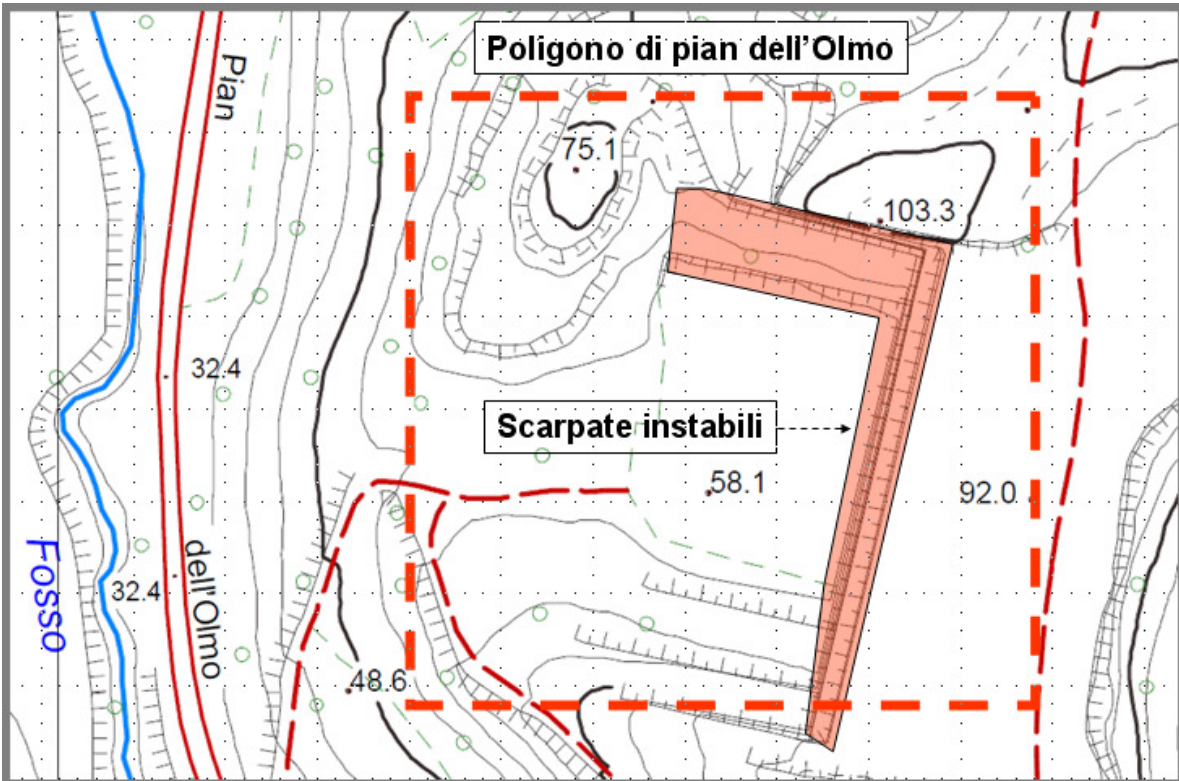 Poligono di pian dell'Olmo
Pian
75.1
103.3
32.4
Scarpate instabili
58.1
92.0
Fosso
32.4
dell'Olmo
48.6